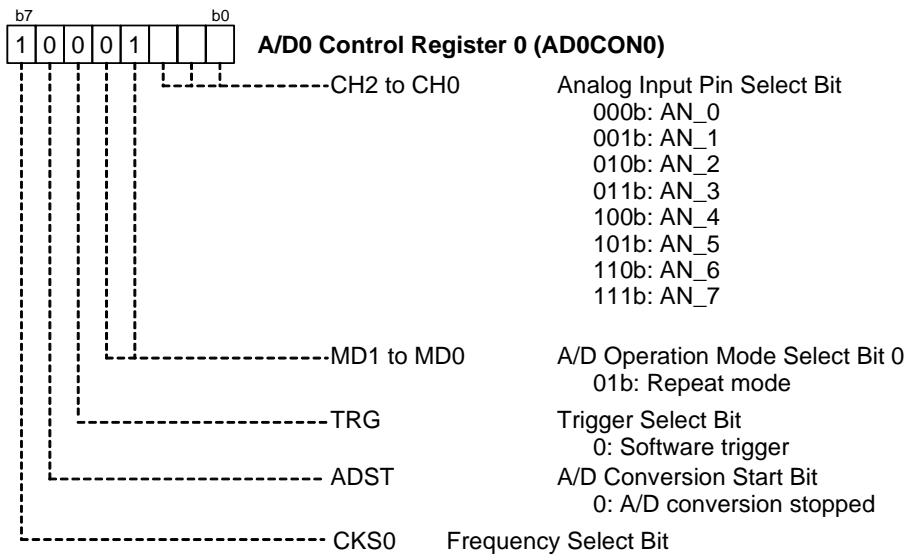 b7 b0
1 0 0 0 1 A/D0 Control Register 0 (AD0CON0)
CH2 to CH0 Analog Input Pin Select Bit
000b: AN_0
001b: AN_1
010b: AN_2
011b: AN_3
100b: AN_4
101b: AN_5
110b: AN_6
111b: AN_7
MD1 to MD0 A/D Operation Mode Select Bit 0
01b: Repeat mode
TRG Trigger Select Bit
0: Software trigger
ADST A/D Conversion Start Bit
0: A/D conversion stopped
CKS0 Frequency Select Bit